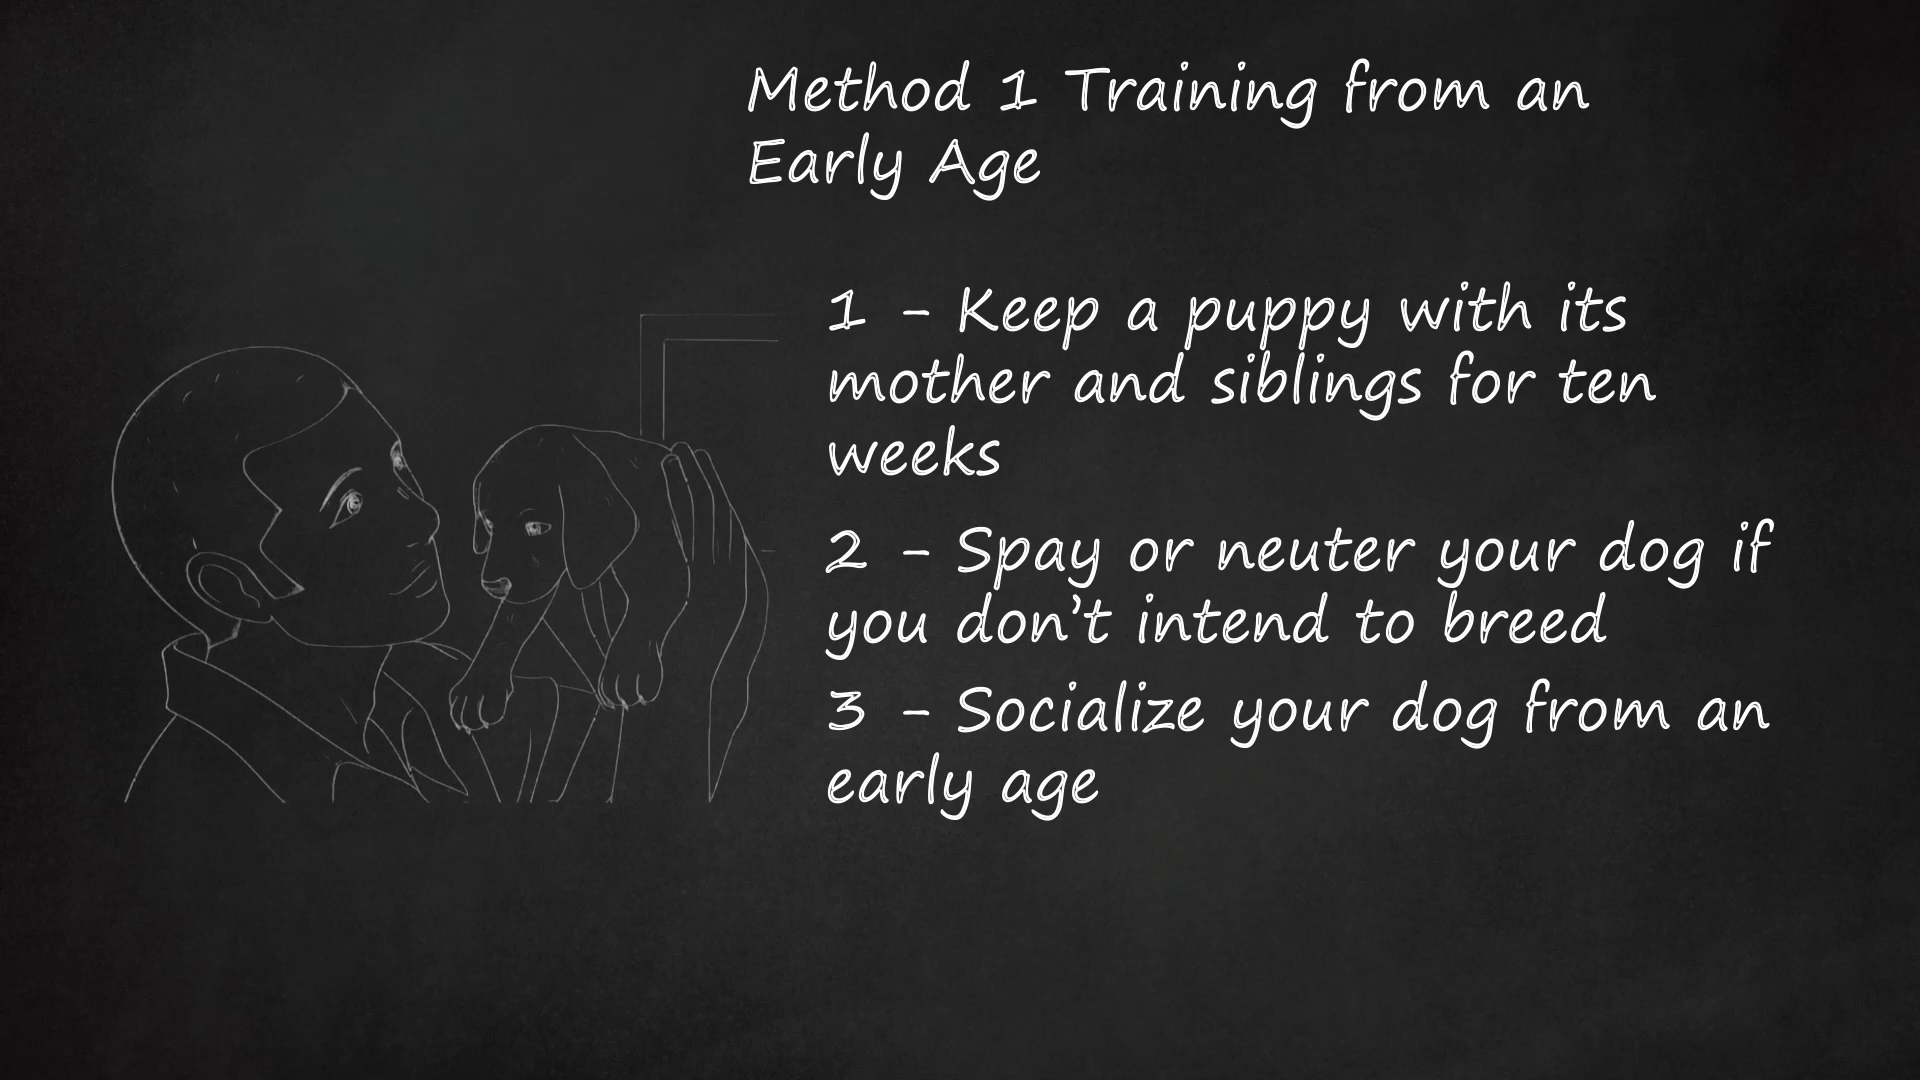 Method 1 Training from an
Early Age
1 - Keep a puppy with its
mother and siblings for ten
weeks
2 - Spay or neuter your dog if
you don't intend to breed
3 - Socialize your dog from an
early age